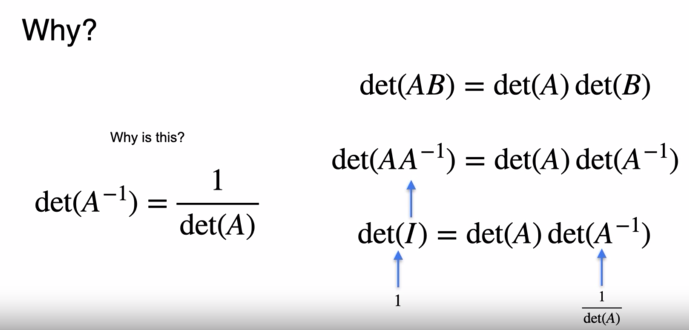 Why?
Why is this?
det(A⁻¹) = 1/det(A)
det(AB) = det(A) det(B)
det(AA⁻¹) = det(A) det(A⁻¹)
det(I) = det(A) det(A⁻¹)
1
1/det(A)